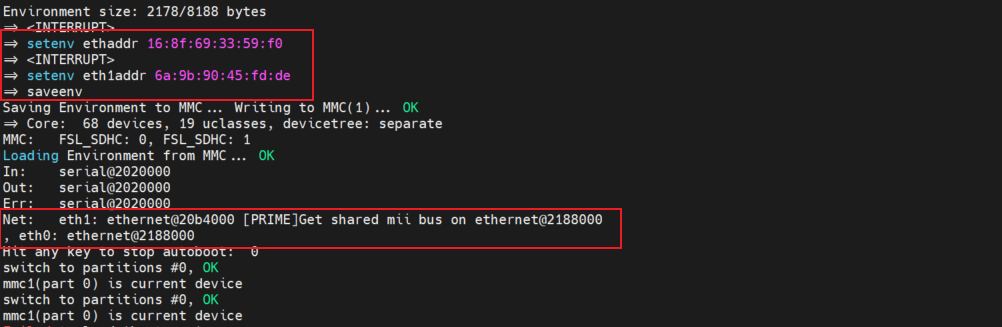 Environment size: 2178/8188 bytes
=> <INTERRUPT>
=> setenv ethaddr 16:8f:69:33:59:f0
=> <INTERRUPT>
=> setenv eth1addr 6a:9b:90:45:fd:de
=> saveenv
Saving Environment to MMC... Writing to MMC(1)... OK
=> Core:  68 devices, 19 uclasses, devicetree: separate
MMC:   FSL_SDHC: 0, FSL_SDHC: 1
Loading Environment from MMC... OK
In:    serial@2020000
Out:   serial@2020000
Err:   serial@2020000
Net:   eth1: ethernet@20b4000 [PRIME]Get shared mii bus on ethernet@2188000
, eth0: ethernet@2188000
Hit any key to stop autoboot:  0
switch to partitions #0, OK
mmc1(part 0) is current device
switch to partitions #0, OK
mmc1(part 0) is current device